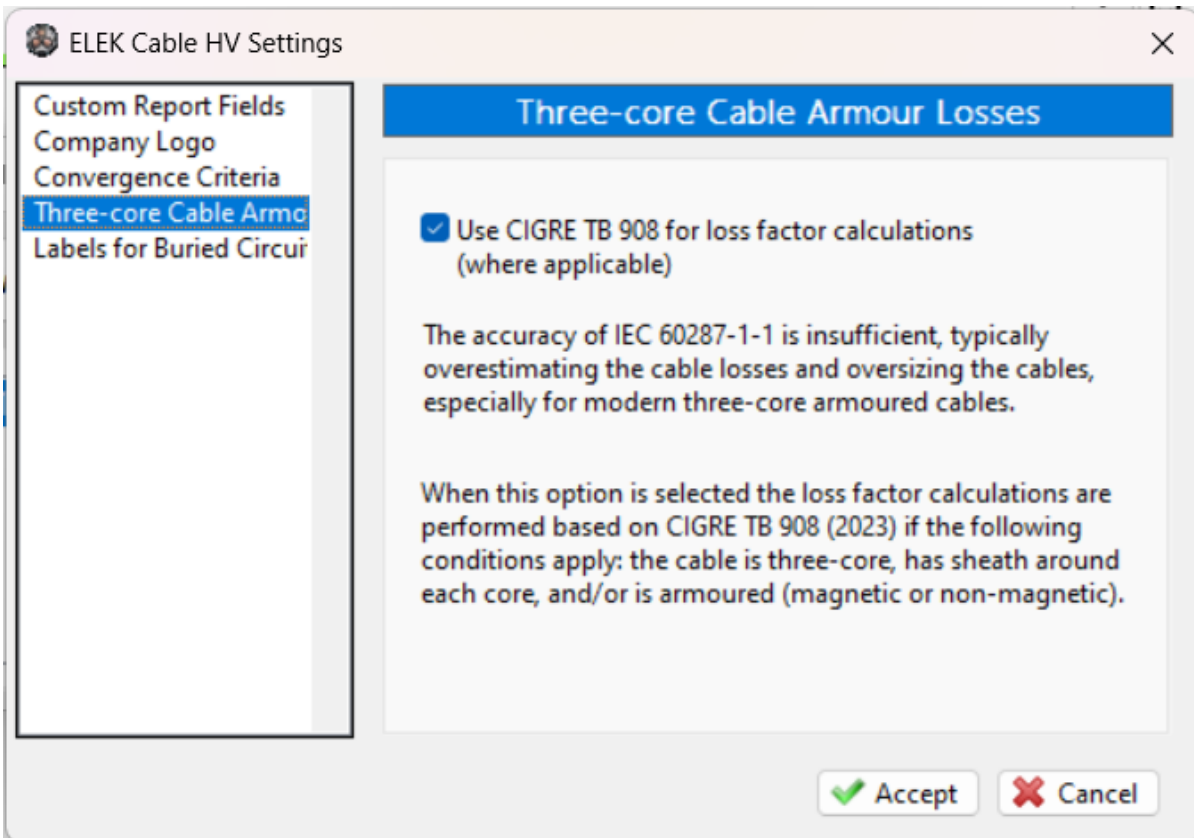 ELEK Cable HV Settings
Custom Report Fields
Company Logo
Convergence Criteria
Three-core Cable Armo
Labels for Buried Circui
Three-core Cable Armour Losses
Use CIGRE TB 908 for loss factor calculations
(where applicable)
The accuracy of IEC 60287-1-1 is insufficient, typically
overestimating the cable losses and oversizing the cables,
especially for modern three-core armoured cables.
When this option is selected the loss factor calculations are
performed based on CIGRE TB 908 (2023) if the following
conditions apply: the cable is three-core, has sheath around
each core, and/or is armoured (magnetic or non-magnetic).
Accept
Cancel